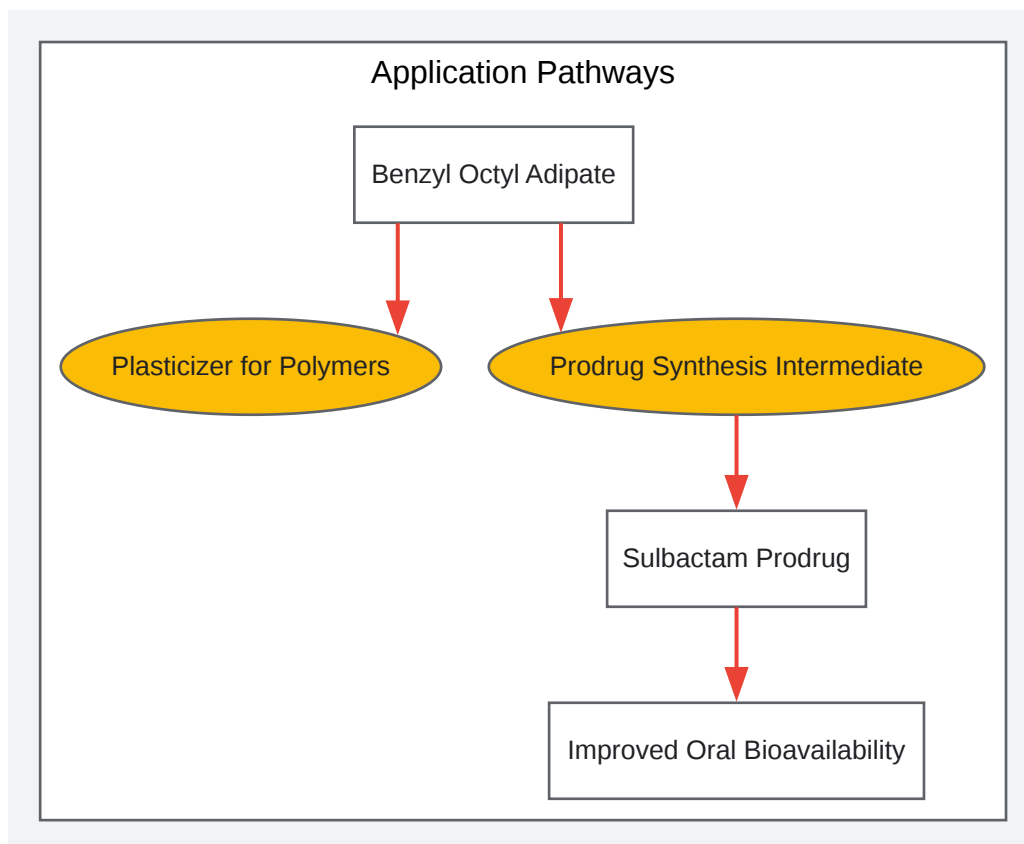 Application Pathways
Benzyl Octyl Adipate
Plasticizer for Polymers
Prodrug Synthesis Intermediate
Sulbactam Prodrug
Improved Oral Bioavailability